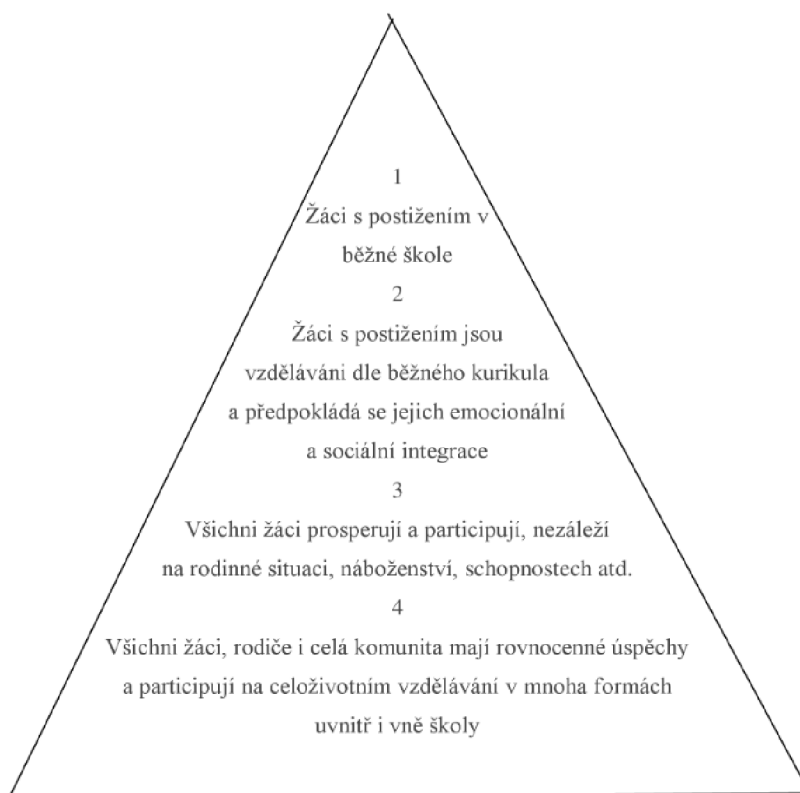 1
Žáci s postižením v
běžné škole
2
Žáci s postižením jsou
vzděláváni dle běžného kurikula
a předpokládá se jejich emocionální
a sociální integrace
3
Všichni žáci prosperují a participují, nezáleží
na rodinné situaci, náboženství, schopnostech atd.
4
Všichni žáci, rodiče i celá komunita mají rovnocenné úspěchy
a participují na celoživotním vzdělávání v mnoha formách
uvnitř i vně školy